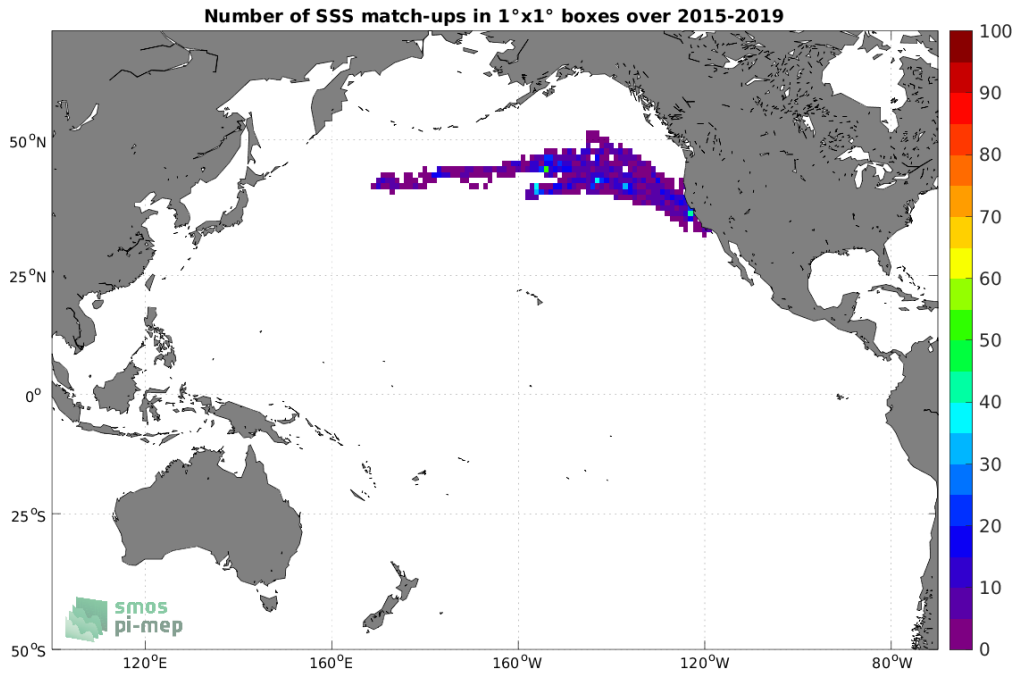 Number of SSS match-ups in 1°x1° boxes over 2015-2019
100
90
80
70
60
50
40
30
20
10
0
50°N
25°N
0°
25°S
50°S
120°E
160°E
160°W
120°W
80°W
smos
pi-mep